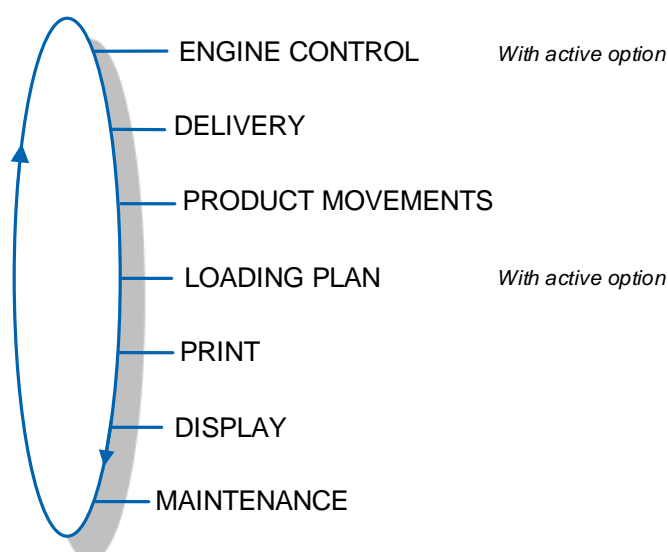 ENGINE CONTROL With active option
DELIVERY
PRODUCT MOVEMENTS
LOADING PLAN With active option
PRINT
DISPLAY
MAINTENANCE